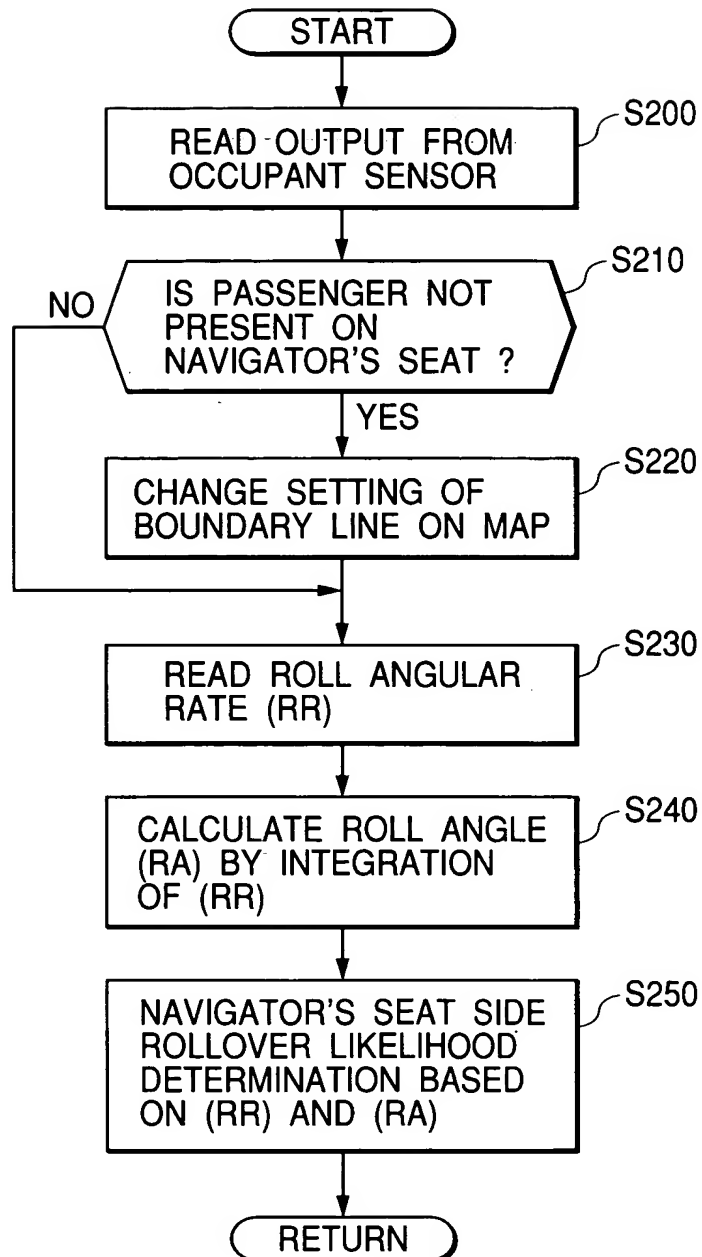 START
READ OUTPUT FROM
OCCUPANT SENSOR
S200
IS PASSENGER NOT
PRESENT ON
NAVIGATOR'S SEAT ?
S210
NO
YES
CHANGE SETTING OF
BOUNDARY LINE ON MAP
S220
READ ROLL ANGULAR
RATE (RR)
S230
CALCULATE ROLL ANGLE
(RA) BY INTEGRATION
OF (RR)
S240
NAVIGATOR'S SEAT SIDE
ROLLOVER LIKELIHOOD
DETERMINATION BASED
ON (RR) AND (RA)
S250
RETURN